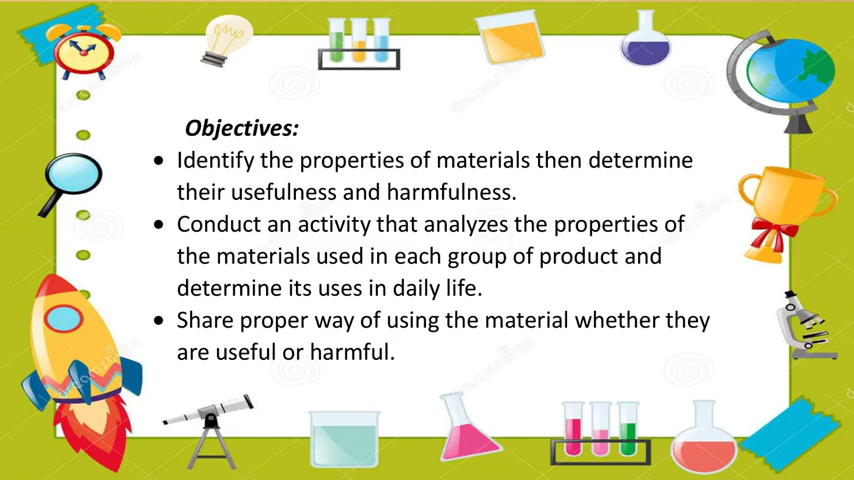 Objectives:
• Identify the properties of materials then determine
their usefulness and harmfulness.
• Conduct an activity that analyzes the properties of
the materials used in each group of product and
determine its uses in daily life.
• Share proper way of using the material whether they
are useful or harmful.